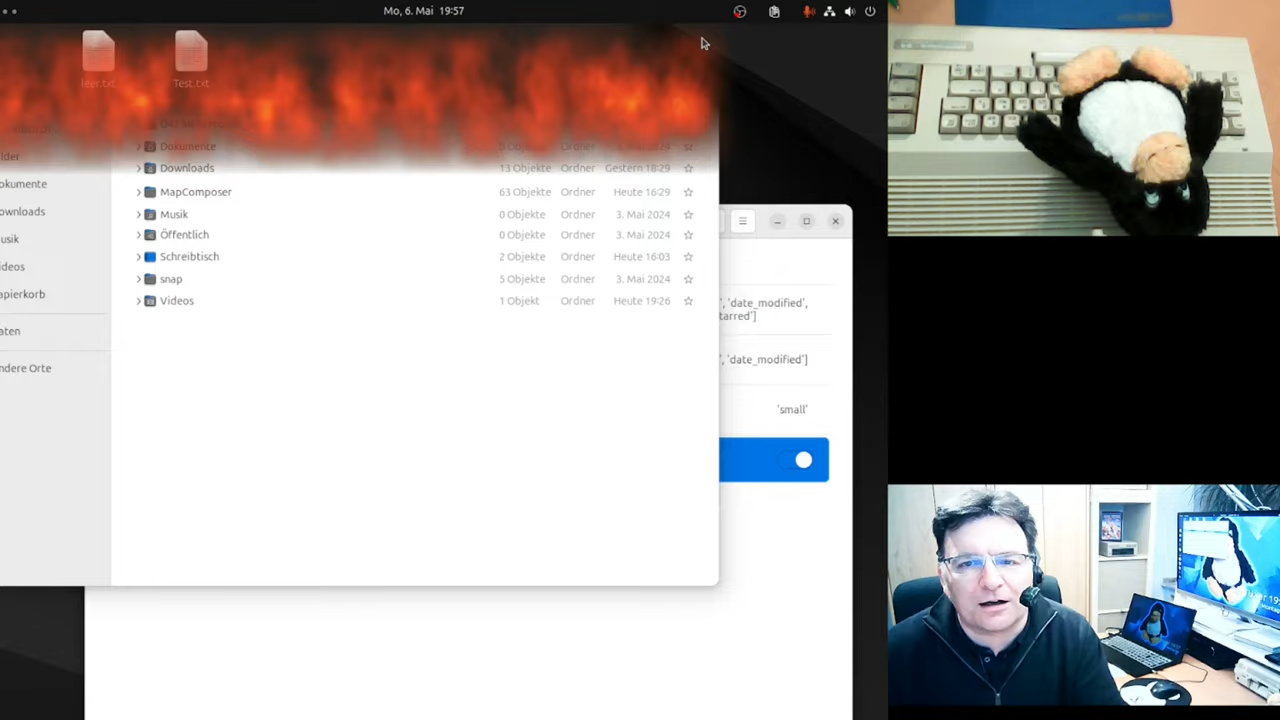 Mo, 6. Mai 19:57
leer.txt
Test.txt
Dokumente 0 Objekte Ordner
Downloads 13 Objekte Ordner Gestern 18:29
MapComposer 63 Objekte Ordner Heute 16:29
Musik 0 Objekte Ordner 3. Mai 2024
Öffentlich 0 Objekte Ordner 3. Mai 2024
Schreibtisch 2 Objekte Ordner Heute 16:03
snap 5 Objekte Ordner 3. Mai 2024
Videos 1 Objekt Ordner Heute 19:26
lder
okumente
ownloads
usik
ideos
apierkorb
aten
ndere Orte
', 'date_modified',
tarred']
', 'date_modified']
'small'